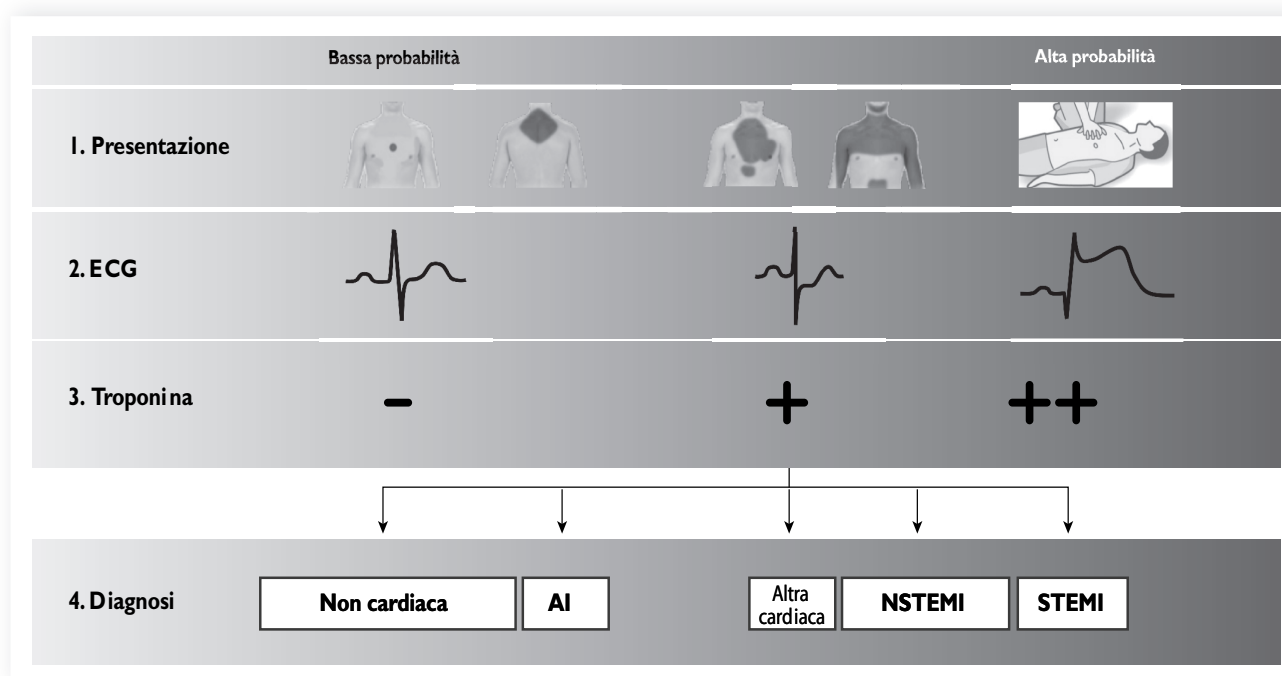 Bassa probabilità
Alta probabilità
1. Presentazione
2. ECG
3. Troponina
- + ++
4. Diagnosi
Non cardiaca
AI
Altra
cardiaca
NSTEMI
STEMI